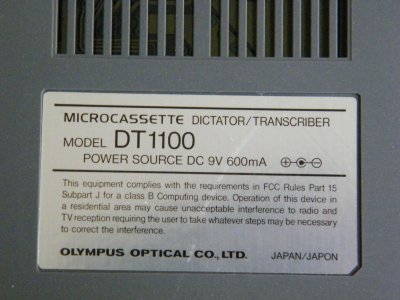 MICROCASSETTE DICTATOR/TRANSCRIBER
MODEL DT1100
POWER SOURCE DC 9V 600mA
This equipment complies with the requirements in FCC Rules Part 15
Subpart J for a class B Computing device. Operation of this device in
a residential area may cause unacceptable interference to radio and
TV reception requiring the user to take whatever steps may be necessary
to correct the interference.
OLYMPUS OPTICAL CO., LTD. JAPAN/JAPON